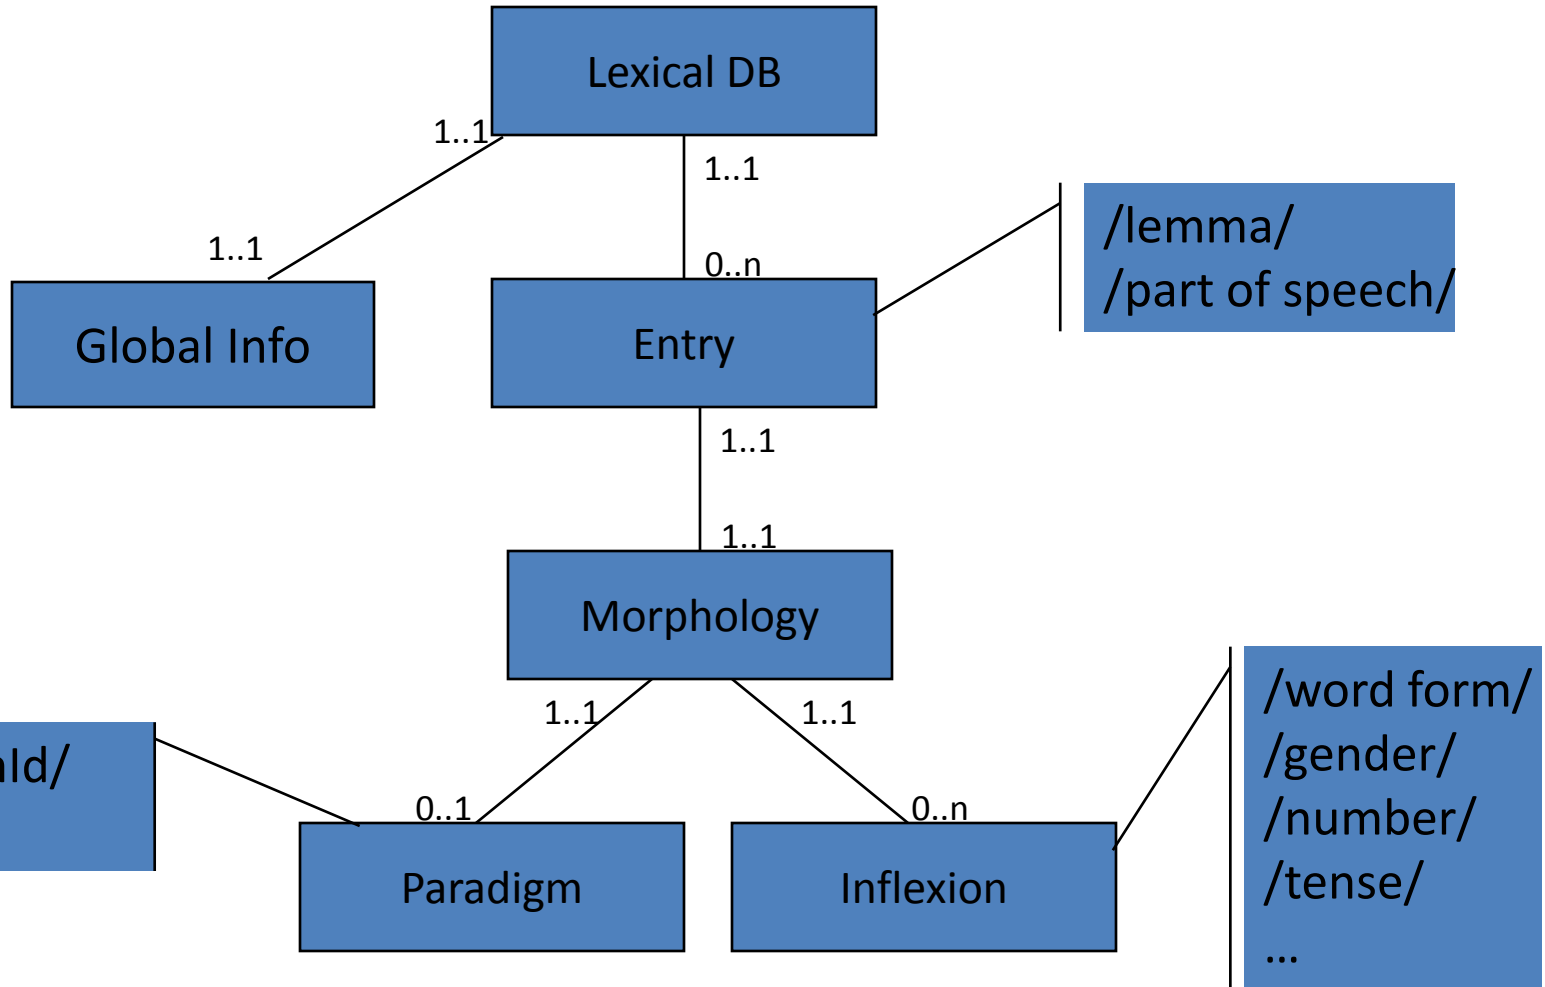 Lexical DB
1..1
1..1
1..1
0..n
/lemma/
/part of speech/
Global Info
Entry
1..1
1..1
Morphology
1..1
1..1
/word form/
/gender/
/number/
/tense/
...
0..1
0..n
Paradigm
Inflexion